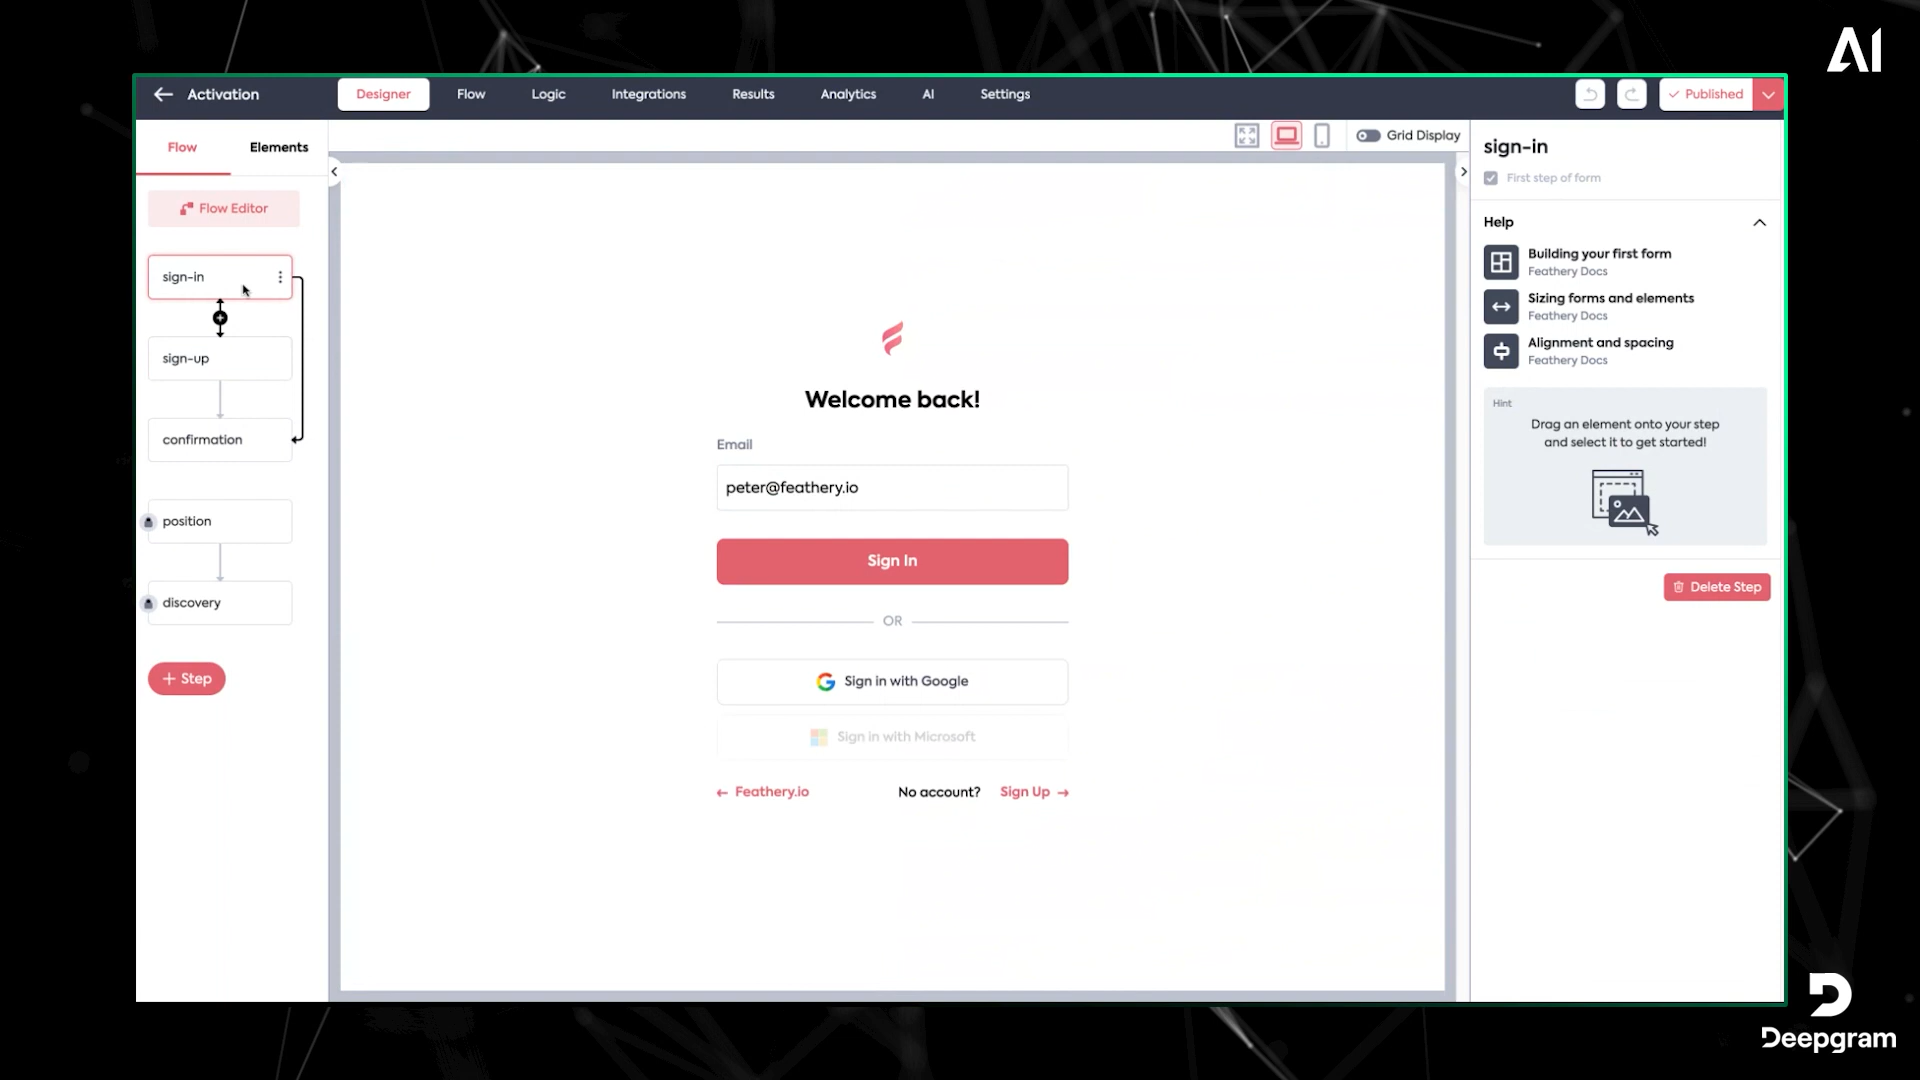 AI
Activation
Designer
Flow
Logic
Integrations
Results
Analytics
AI
Settings
Published
Flow
Elements
Grid Display
Flow Editor
sign-in
sign-up
confirmation
position
discovery
+ Step
Welcome back!
Email
peter@feathery.io
Sign In
OR
Sign in with Google
Sign in with Microsoft
← Feathery.io
No account? Sign Up →
sign-in
First step of form
Help
Building your first form
Feathery Docs
Sizing forms and elements
Feathery Docs
Alignment and spacing
Feathery Docs
Hint
Drag an element onto your step
and select it to get started!
Delete Step
Deepgram